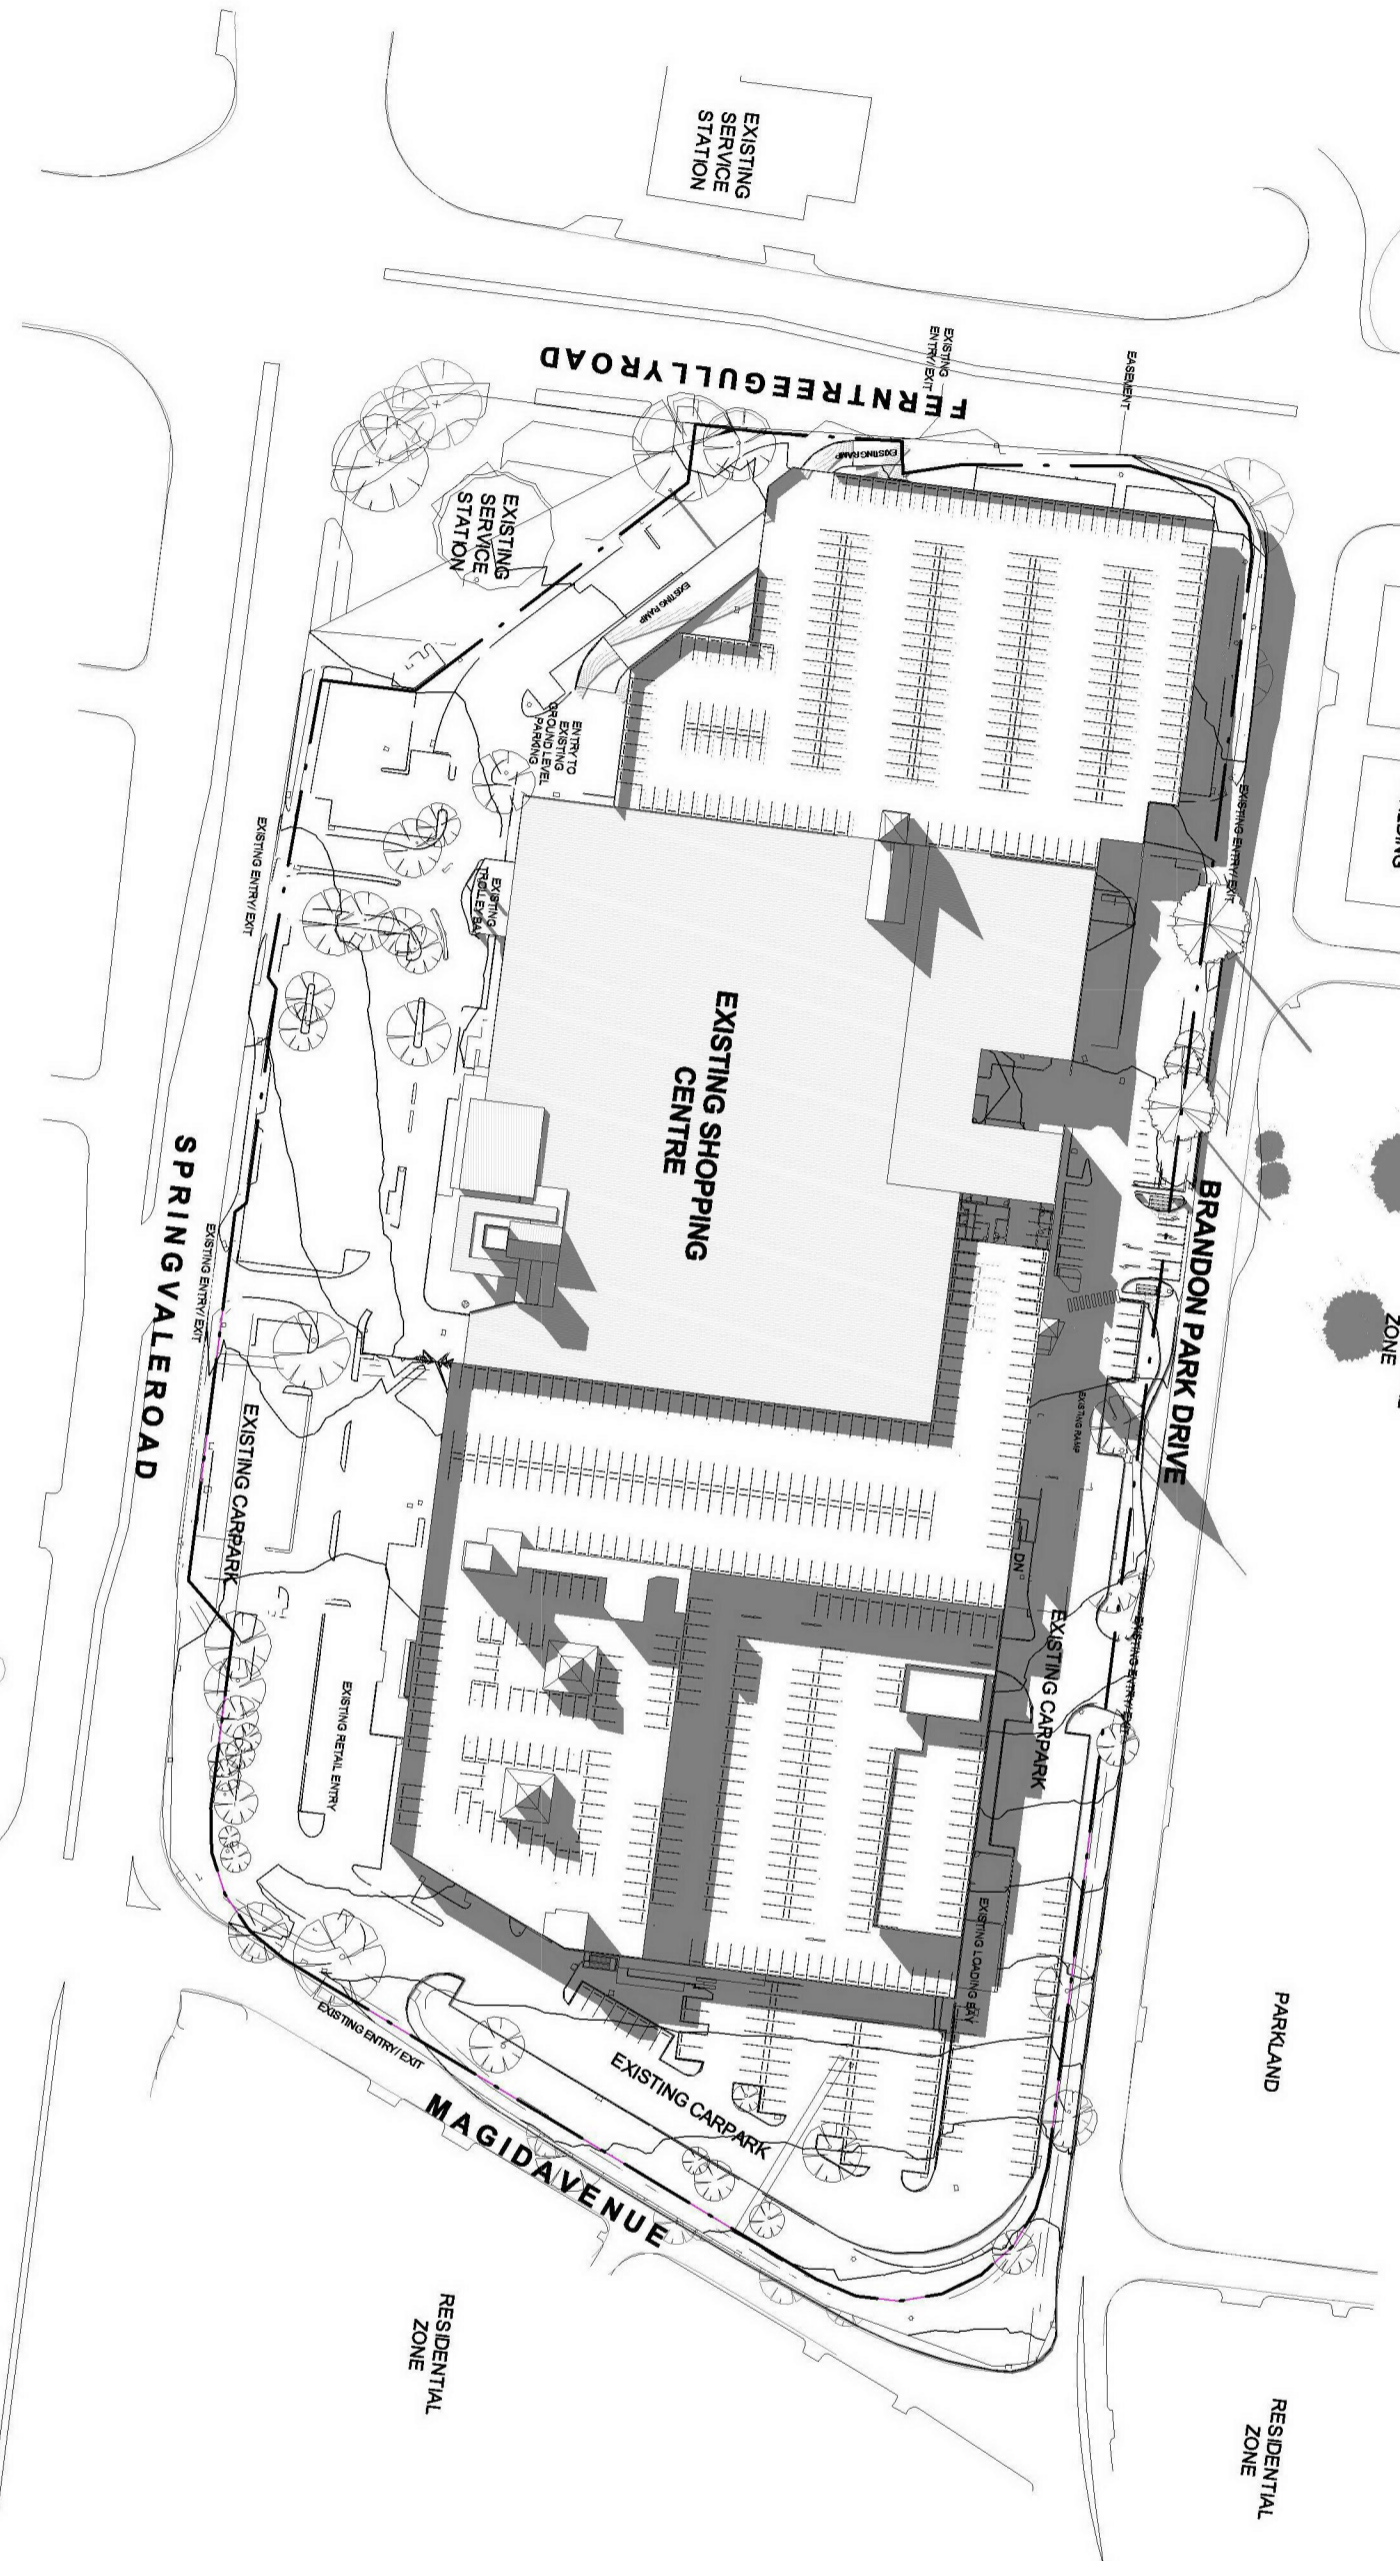 EXISTING
SERVICE
STATION
EXISTING
ENTRY/EXIT
EASEMENT
FERNTREEGULLYROAD
EXISTING RAMP
EXISTING
SERVICE
STATION
EXISTING RAMP
ENTRY TO
EXISTING
GROUND LEVEL
PARKING
EXISTING ENTRY/EXIT
EXISTING ENTRY/EXIT
EXISTING
TROLLEY BAY
EXISTING SHOPPING
CENTRE
BRANDON PARK DRIVE
ZONE
SPRINGVALEROAD
EXISTING ENTRY/EXIT
EXISTING CARPARK
EXISTING RAMP
DN
EXISTING CARPARK
EXISTING ENTRY/EXIT
EXISTING RETAIL ENTRY
EXISTING LOADING BAY
PARKLAND
EXISTING ENTRY/EXIT
EXISTING CARPARK
MAGIDAVENUE
RESIDENTIAL
ZONE
RESIDENTIAL
ZONE